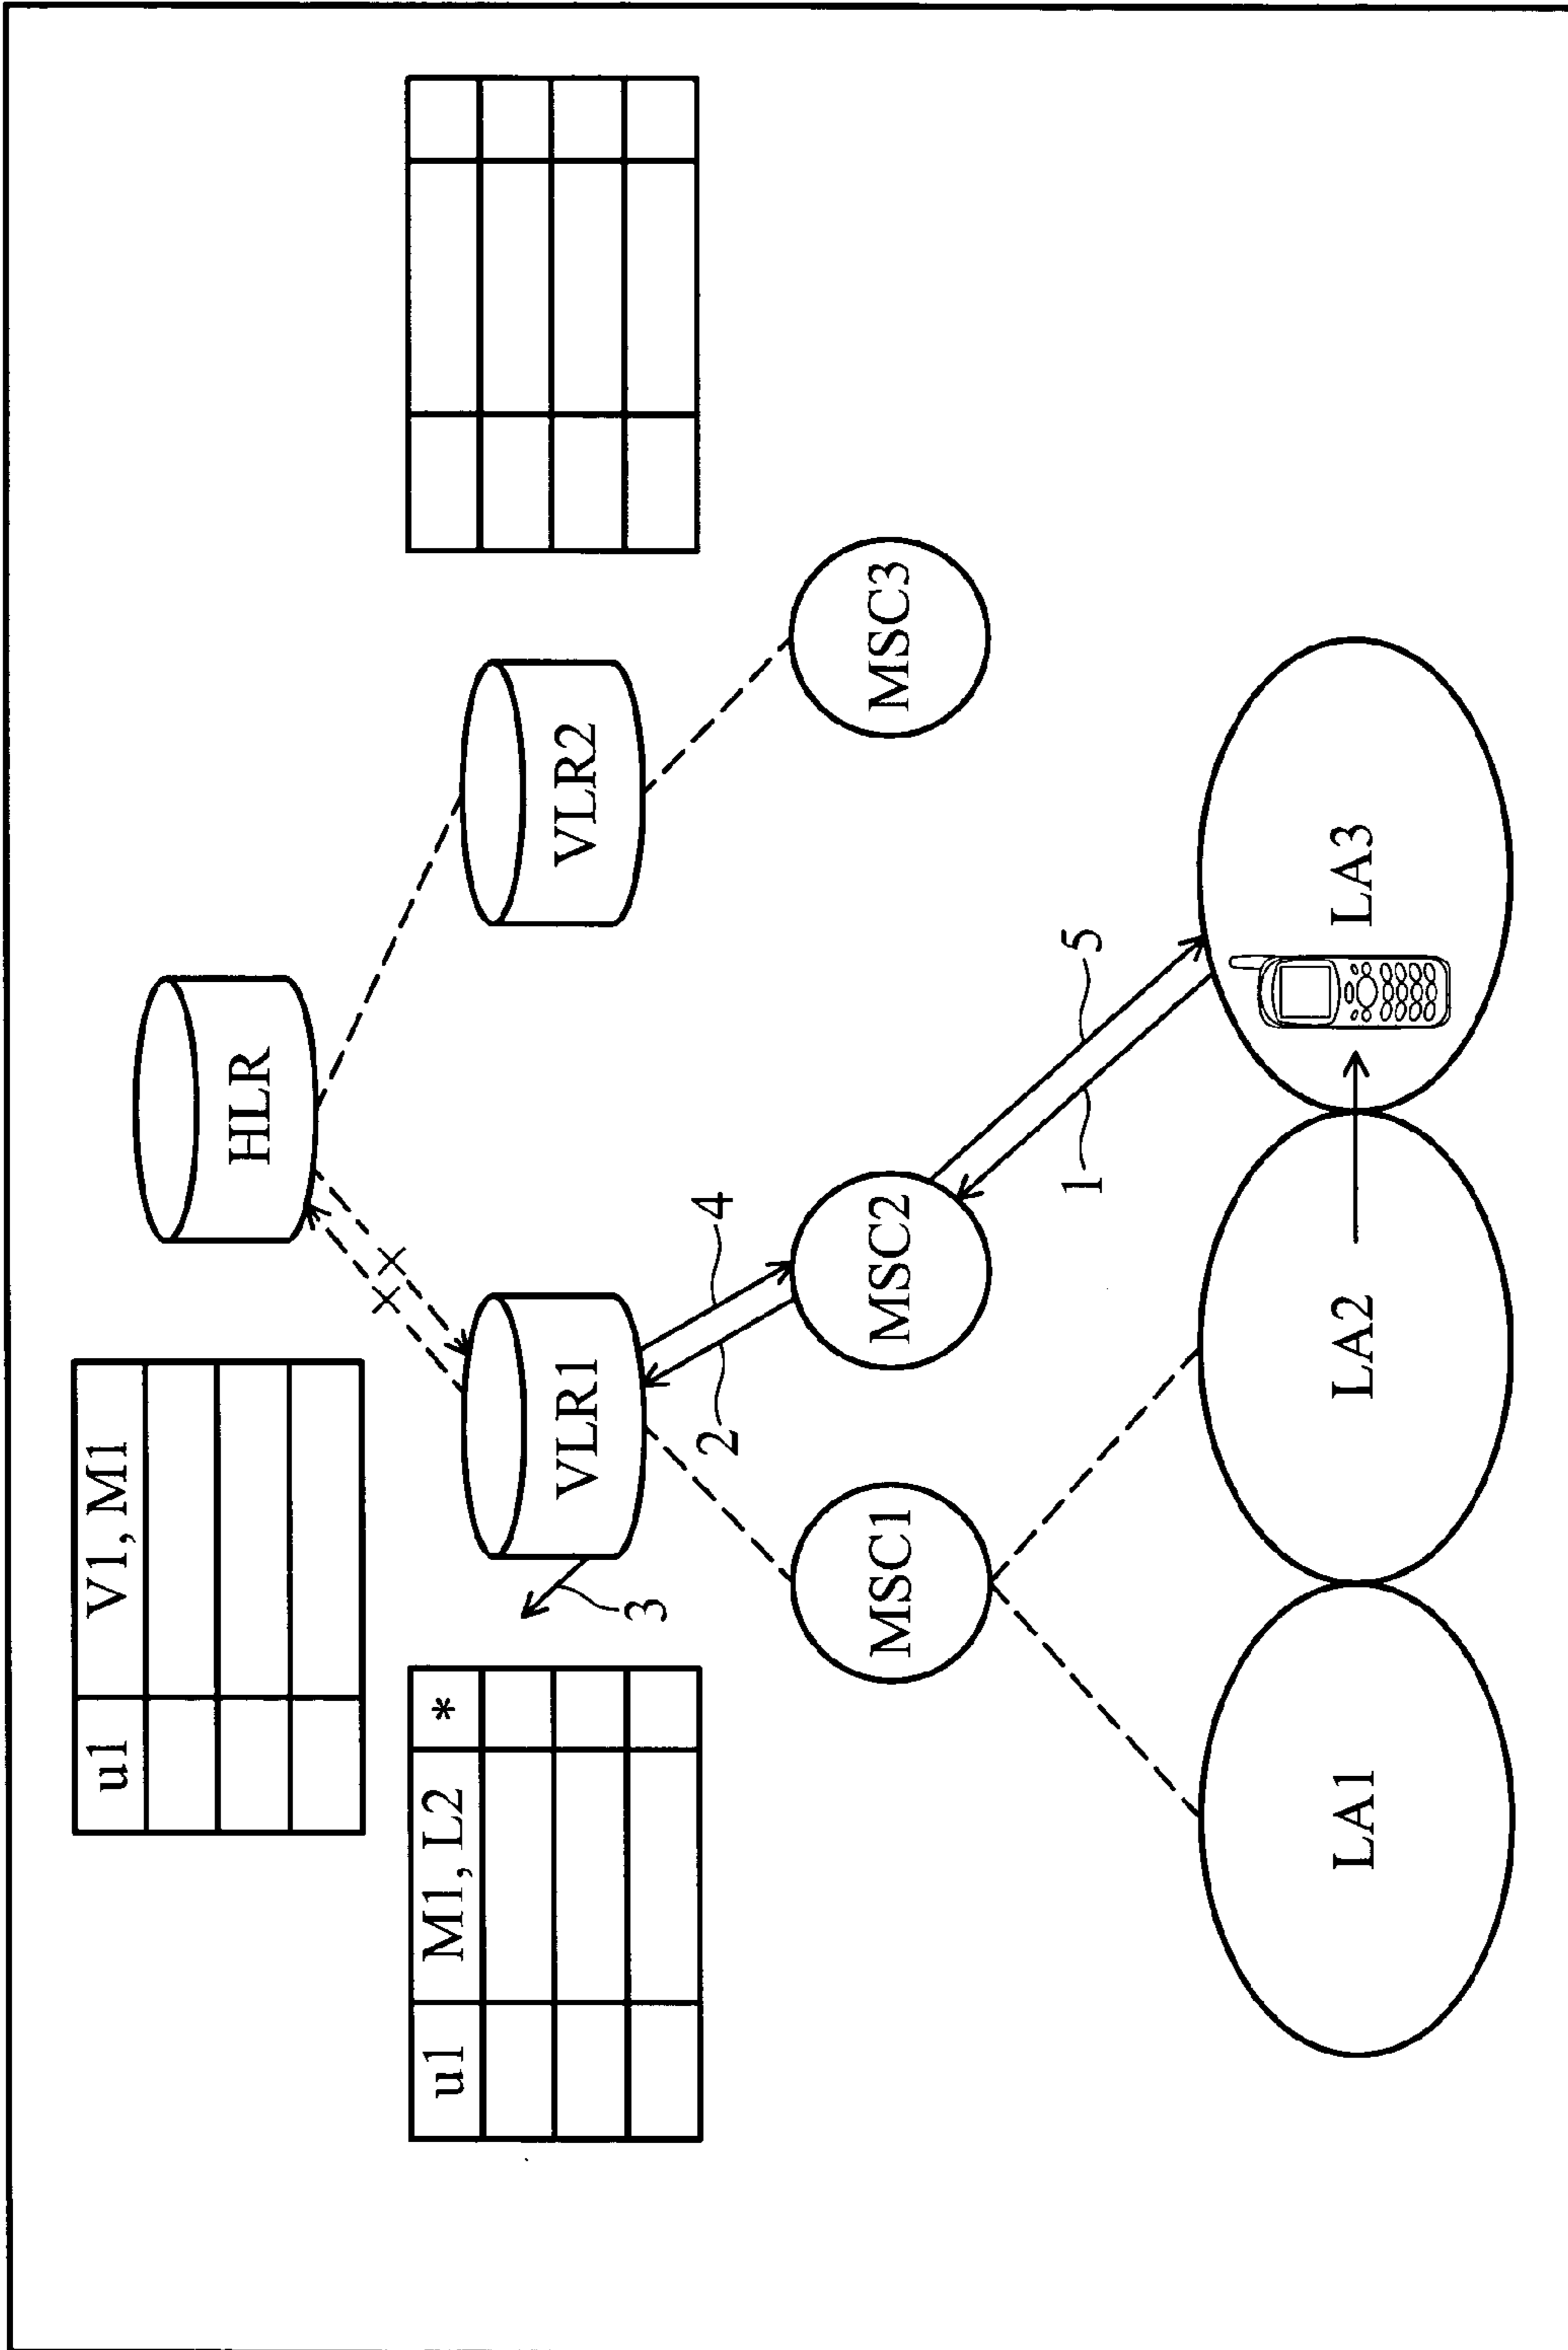 HLR
u1 V1, M1
VLR1
VLR2
u1 M1, L2 *
3
2
4
MSC1
MSC2
MSC3
1
5
LA1
LA2
LA3